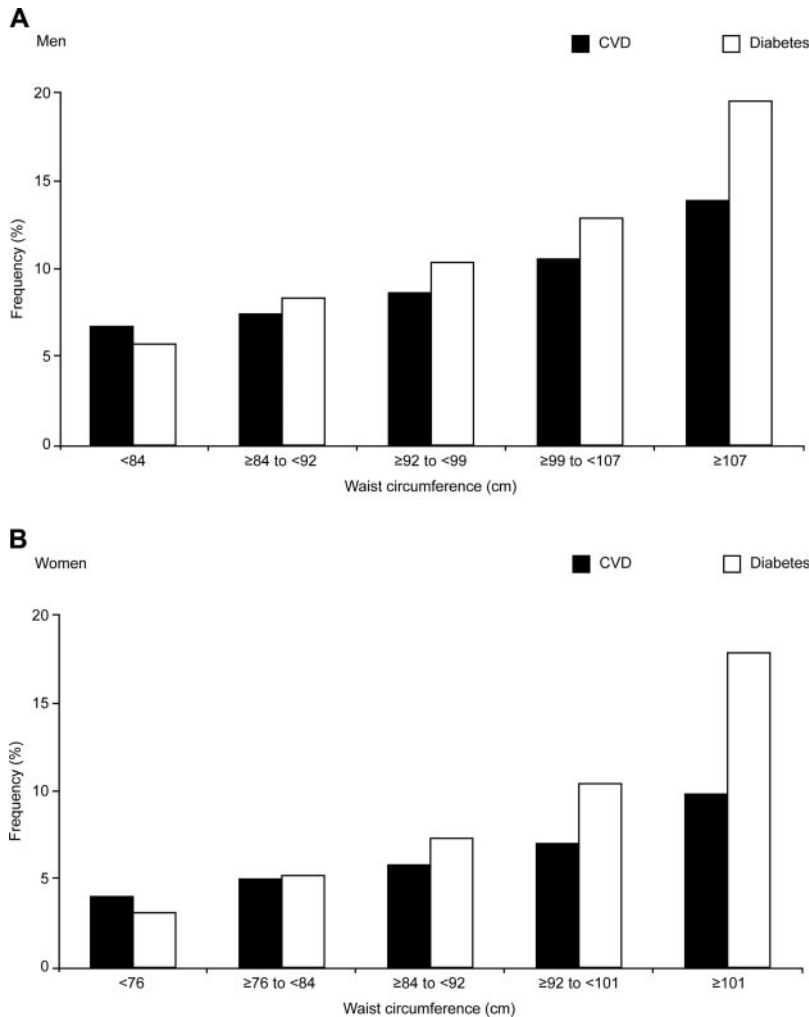 A
Men
CVD
Diabetes
20
15
10
5
0
Frequency (%)
<84
≥84 to <92
≥92 to <99
≥99 to <107
≥107
Waist circumference (cm)
B
Women
CVD
Diabetes
20
15
10
5
0
Frequency (%)
<76
≥76 to <84
≥84 to <92
≥92 to <101
≥101
Waist circumference (cm)